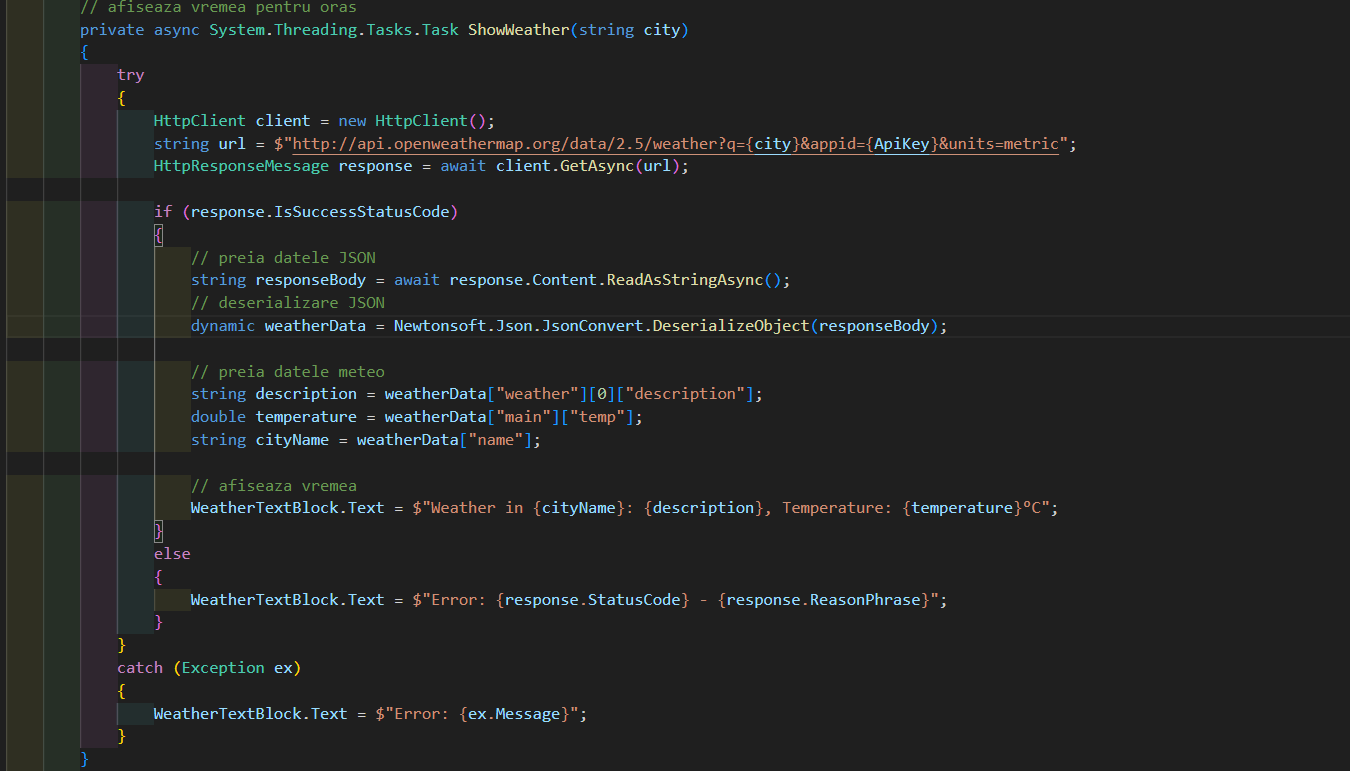 // afiseaza vremea pentru oras
private async System.Threading.Tasks.Task ShowWeather(string city)
{
try
{
HttpClient client = new HttpClient();
string url = $"http://api.openweathermap.org/data/2.5/weather?q={city}&appid={ApiKey}&units=metric";
HttpResponseMessage response = await client.GetAsync(url);
if (response.IsSuccessStatusCode)
{
// preia datele JSON
string responseBody = await response.Content.ReadAsStringAsync();
// deserializare JSON
dynamic weatherData = Newtonsoft.Json.JsonConvert.DeserializeObject(responseBody);
// preia datele meteo
string description = weatherData["weather"][0]["description"];
double temperature = weatherData["main"]["temp"];
string cityName = weatherData["name"];
// afiseaza vremea
WeatherTextBlock.Text = $"Weather in {cityName}: {description}, Temperature: {temperature}°C";
}
else
{
WeatherTextBlock.Text = $"Error: {response.StatusCode} - {response.ReasonPhrase}";
}
}
catch (Exception ex)
{
WeatherTextBlock.Text = $"Error: {ex.Message}";
}
}